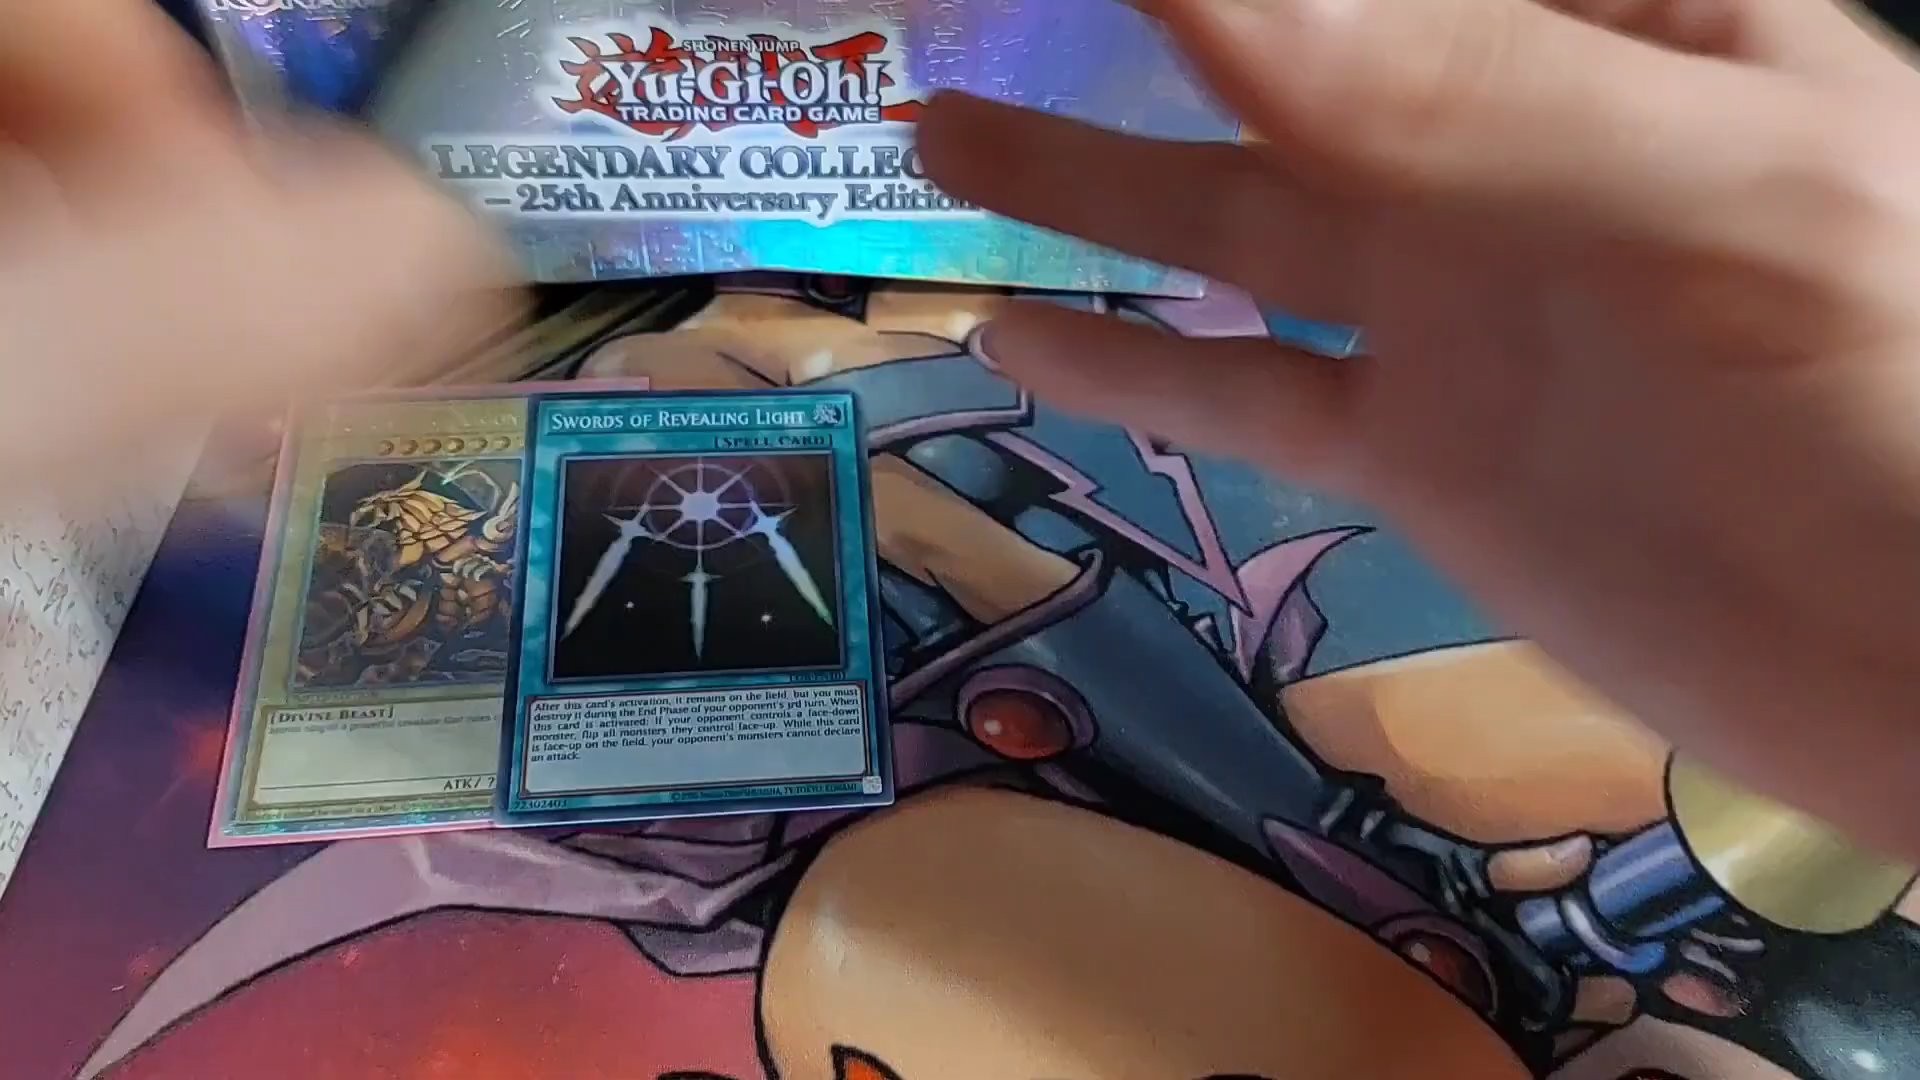 SHONEN JUMP
Yu-Gi-Oh!
TRADING CARD GAME
LEGENDARY COLLEC
– 25th Anniversary Edition
SWORDS OF REVEALING LIGHT
[SPELL CARD]
After this card's activation, it remains on the field, but you must
destroy it during the End Phase of your opponent's 3rd turn. When
this card is activated: If your opponent controls a face-down
monster, flip all monsters they control face-up. While this card
is face-up on the field, your opponent's monsters cannot declare
an attack.
72302403
[DIVINE BEAST]
ATK/ ?